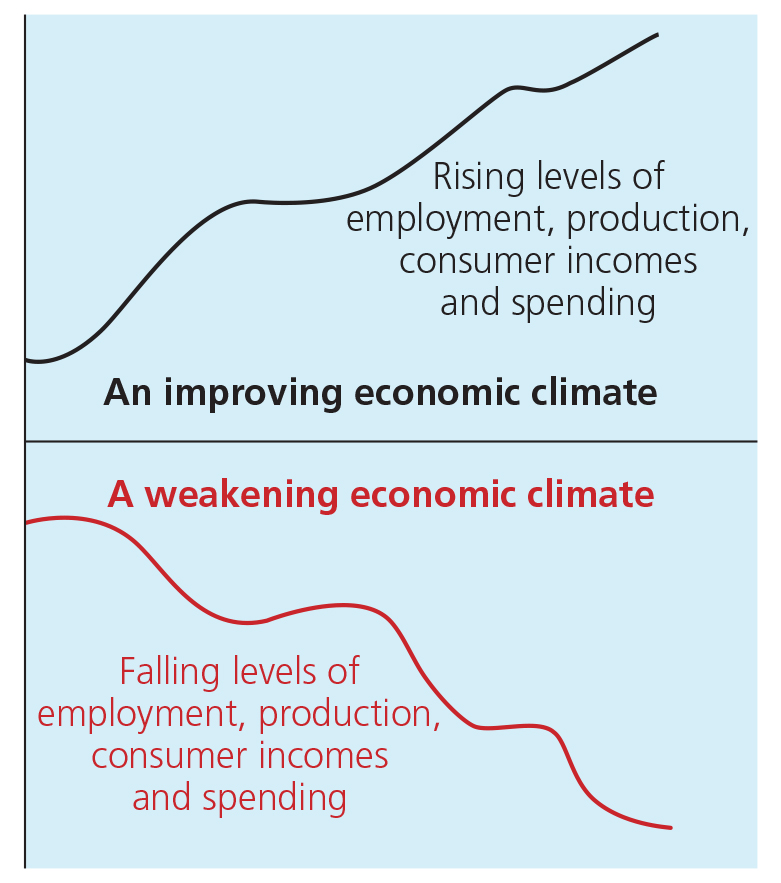 Rising levels of
employment, production,
consumer incomes
and spending
An improving economic climate
A weakening economic climate
Falling levels of
employment, production,
consumer incomes
and spending